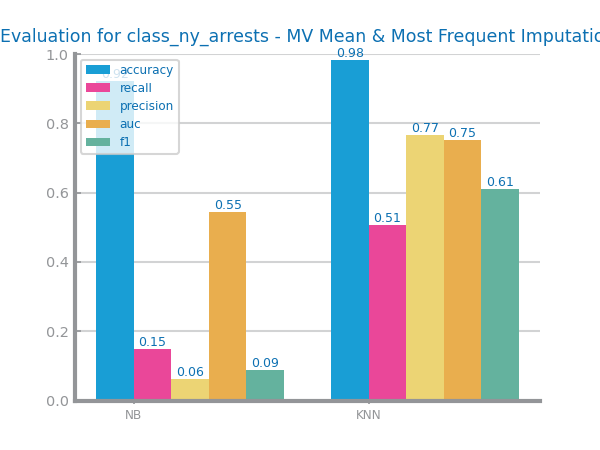 Evaluation for class_ny_arrests - MV Mean & Most Frequent Imputatio
1.0
0.8
0.6
0.4
0.2
0.0
accuracy
recall
precision
auc
f1
0.92
0.15
0.06
0.55
0.09
0.98
0.51
0.77
0.75
0.61
NB
KNN